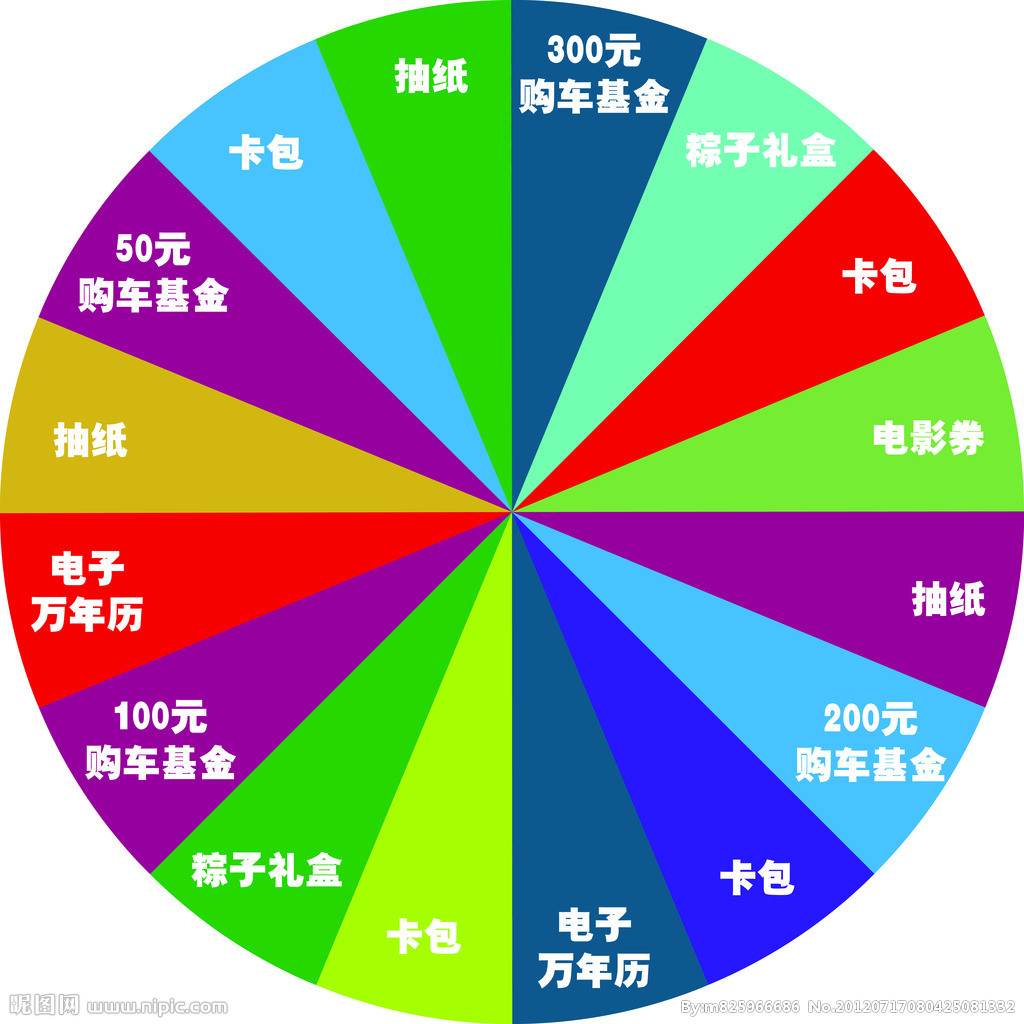 抽纸
300元
购车基金
卡包
粽子礼盒
50元
购车基金
卡包
抽纸
电影券
电子
万年历
抽纸
100元
购车基金
200元
购车基金
粽子礼盒
卡包
卡包
电子
万年历
昵图网 www.nipic.com
By:m825966686 No.20120717080425081332